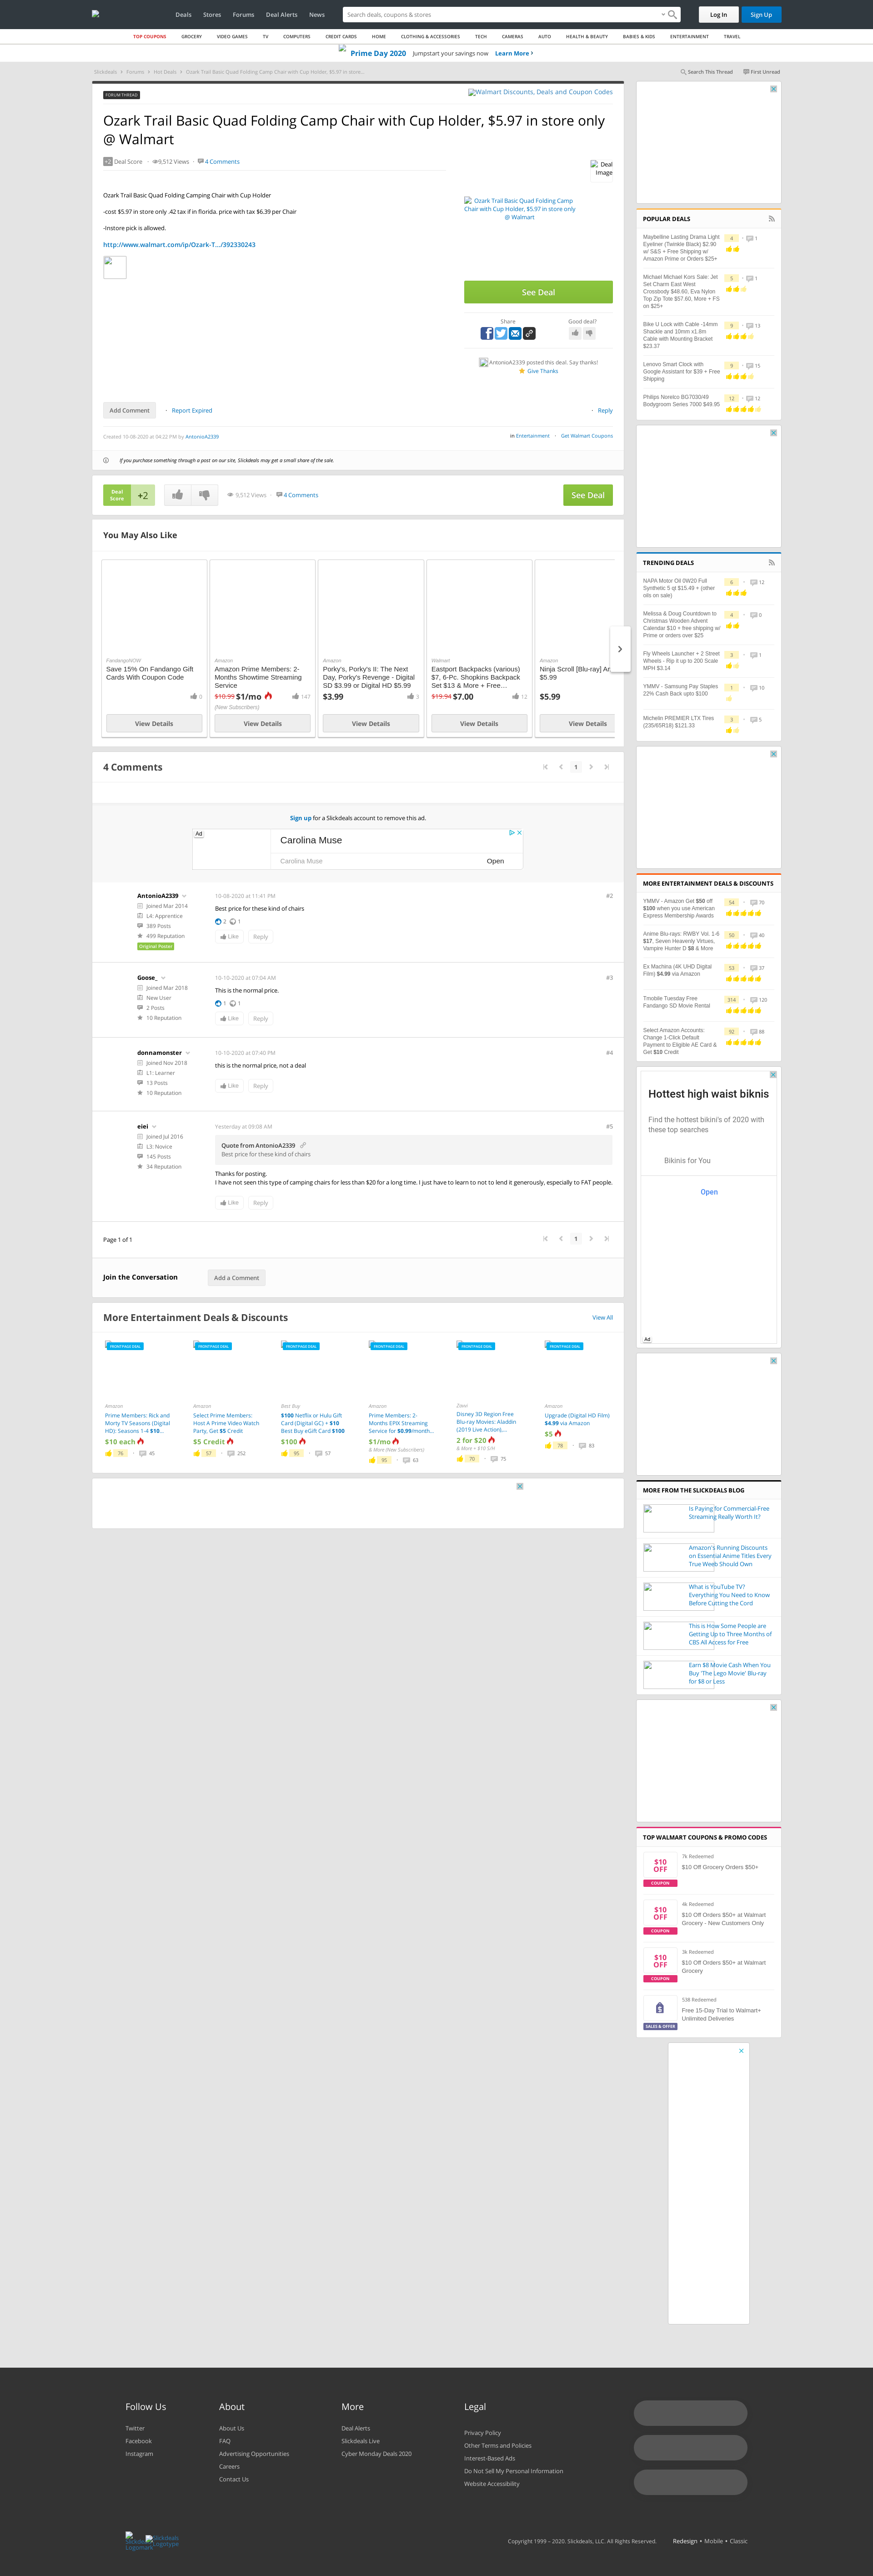 Deals Stores Forums Deal Alerts News
Search deals, coupons & stores
Log In Sign Up
TOP COUPONS GROCERY VIDEO GAMES TV COMPUTERS CREDIT CARDS HOME CLOTHING & ACCESSORIES TECH CAMERAS AUTO HEALTH & BEAUTY BABIES & KIDS ENTERTAINMENT TRAVEL
Prime Day 2020 Jumpstart your savings now Learn More ›
Slickdeals > Forums > Hot Deals > Ozark Trail Basic Quad Folding Camp Chair with Cup Holder, $5.97 in store...
Search This Thread First Unread
FORUM THREAD
Walmart Discounts, Deals and Coupon Codes
Ozark Trail Basic Quad Folding Camp Chair with Cup Holder, $5.97 in store only
@ Walmart
+2 Deal Score · 9,512 Views · 4 Comments
Deal
Image
Ozark Trail Basic Quad Folding Camping Chair with Cup Holder
-cost $5.97 in store only .42 tax if in florida. price with tax $6.39 per Chair
-Instore pick is allowed.
http://www.walmart.com/ip/Ozark-T.../392330243
Ozark Trail Basic Quad Folding Camp
Chair with Cup Holder, $5.97 in store only
@ Walmart
See Deal
Share Good deal?
AntonioA2339 posted this deal. Say thanks!
Give Thanks
Add Comment · Report Expired · Reply
Created 10-08-2020 at 04:22 PM by AntonioA2339
in Entertainment · Get Walmart Coupons
If you purchase something through a post on our site, Slickdeals may get a small share of the sale.
Deal
Score
+2
9,512 Views · 4 Comments
See Deal
You May Also Like
FandangoNOW
Save 15% On Fandango Gift
Cards With Coupon Code
0
View Details
Amazon
Amazon Prime Members: 2-
Months Showtime Streaming
Service
$10.99 $1/mo 147
(New Subscribers)
View Details
Amazon
Porky's, Porky's II: The Next
Day, Porky's Revenge - Digital
SD $3.99 or Digital HD $5.99
$3.99 3
View Details
Walmart
Eastport Backpacks (various)
$7, 6-Pc. Shopkins Backpack
Set $13 & More + Free…
$19.94 $7.00 12
View Details
Amazon
Ninja Scroll [Blu-ray] Am
$5.99
$5.99
View Details
4 Comments
1
Sign up for a Slickdeals account to remove this ad.
Ad
Carolina Muse
Carolina Muse
Open
AntonioA2339
Joined Mar 2014
L4: Apprentice
389 Posts
499 Reputation
Original Poster
10-08-2020 at 11:41 PM
#2
Best price for these kind of chairs
2 1
Like Reply
Goose_
Joined Mar 2018
New User
2 Posts
10 Reputation
10-10-2020 at 07:04 AM
#3
This is the normal price.
1 1
Like Reply
donnamonster
Joined Nov 2018
L1: Learner
13 Posts
10 Reputation
10-10-2020 at 07:40 PM
#4
this is the normal price, not a deal
Like Reply
eiei
Joined Jul 2016
L3: Novice
145 Posts
34 Reputation
Yesterday at 09:08 AM
#5
Quote from AntonioA2339
Best price for these kind of chairs
Thanks for posting.
I have not seen this type of camping chairs for less than $20 for a long time. I just have to learn to not to lend it generously, especially to FAT people.
Like Reply
Page 1 of 1
1
Join the Conversation
Add a Comment
More Entertainment Deals & Discounts
View All
FRONTPAGE DEAL
Amazon
Prime Members: Rick and
Morty TV Seasons (Digital
HD): Seasons 1-4 $10...
$10 each
76 · 45
FRONTPAGE DEAL
Amazon
Select Prime Members:
Host A Prime Video Watch
Party, Get $5 Credit
$5 Credit
57 · 252
FRONTPAGE DEAL
Best Buy
$100 Netflix or Hulu Gift
Card (Digital GC) + $10
Best Buy eGift Card $100
$100
95 · 57
FRONTPAGE DEAL
Amazon
Prime Members: 2-
Months EPIX Streaming
Service for $0.99/month...
$1/mo
& More (New Subscribers)
95 · 63
FRONTPAGE DEAL
Zavvi
Disney 3D Region Free
Blu-ray Movies: Aladdin
(2019 Live Action),...
2 for $20
& More + $10 S/H
70 · 75
FRONTPAGE DEAL
Amazon
Upgrade (Digital HD Film)
$4.99 via Amazon
$5
78 · 83
POPULAR DEALS
Maybelline Lasting Drama Light
Eyeliner (Twinkle Black) $2.90
w/ S&S + Free Shipping w/
Amazon Prime or Orders $25+
4 · 1
Michael Michael Kors Sale: Jet
Set Charm East West
Crossbody $48.60, Eva Nylon
Top Zip Tote $57.60, More + FS
on $25+
5 · 1
Bike U Lock with Cable -14mm
Shackle and 10mm x1.8m
Cable with Mounting Bracket
$23.37
9 · 13
Lenovo Smart Clock with
Google Assistant for $39 + Free
Shipping
9 · 15
Philips Norelco BG7030/49
Bodygroom Series 7000 $49.95
12 · 12
TRENDING DEALS
NAPA Motor Oil 0W20 Full
Synthetic 5 qt $15.49 + (other
oils on sale)
6 · 12
Melissa & Doug Countdown to
Christmas Wooden Advent
Calendar $10 + free shipping w/
Prime or orders over $25
4 · 0
Fly Wheels Launcher + 2 Street
Wheels - Rip it up to 200 Scale
MPH $3.14
3 · 1
YMMV - Samsung Pay Staples
22% Cash Back upto $100
1 · 10
Michelin PREMIER LTX Tires
(235/65R18) $121.33
3 · 5
MORE ENTERTAINMENT DEALS & DISCOUNTS
YMMV - Amazon Get $50 off
$100 when you use American
Express Membership Awards
54 · 70
Anime Blu-rays: RWBY Vol. 1-6
$17, Seven Heavenly Virtues,
Vampire Hunter D $8 & More
50 · 40
Ex Machina (4K UHD Digital
Film) $4.99 via Amazon
53 · 37
Tmobile Tuesday Free
Fandango SD Movie Rental
314 · 120
Select Amazon Accounts:
Change 1-Click Default
Payment to Eligible AE Card &
Get $10 Credit
92 · 88
Hottest high waist biknis
Find the hottest bikini's of 2020 with
these top searches
Bikinis for You
Open
Ad
MORE FROM THE SLICKDEALS BLOG
Is Paying for Commercial-Free
Streaming Really Worth It?
Amazon's Running Discounts
on Essential Anime Titles Every
True Weeb Should Own
What is YouTube TV?
Everything You Need to Know
Before Cutting the Cord
This is How Some People are
Getting Up to Three Months of
CBS All Access for Free
Earn $8 Movie Cash When You
Buy 'The Lego Movie' Blu-ray
for $8 or Less
TOP WALMART COUPONS & PROMO CODES
$10
OFF
COUPON
7k Redeemed
$10 Off Grocery Orders $50+
$10
OFF
COUPON
4k Redeemed
$10 Off Orders $50+ at Walmart
Grocery - New Customers Only
$10
OFF
COUPON
3k Redeemed
$10 Off Orders $50+ at Walmart
Grocery
SALES & OFFER
538 Redeemed
Free 15-Day Trial to Walmart+
Unlimited Deliveries
Follow Us
Twitter
Facebook
Instagram
About
About Us
FAQ
Advertising Opportunities
Careers
Contact Us
More
Deal Alerts
Slickdeals Live
Cyber Monday Deals 2020
Legal
Privacy Policy
Other Terms and Policies
Interest-Based Ads
Do Not Sell My Personal Information
Website Accessibility
Slickdeals
Logotype
Copyright 1999 – 2020. Slickdeals, LLC. All Rights Reserved. Redesign • Mobile • Classic